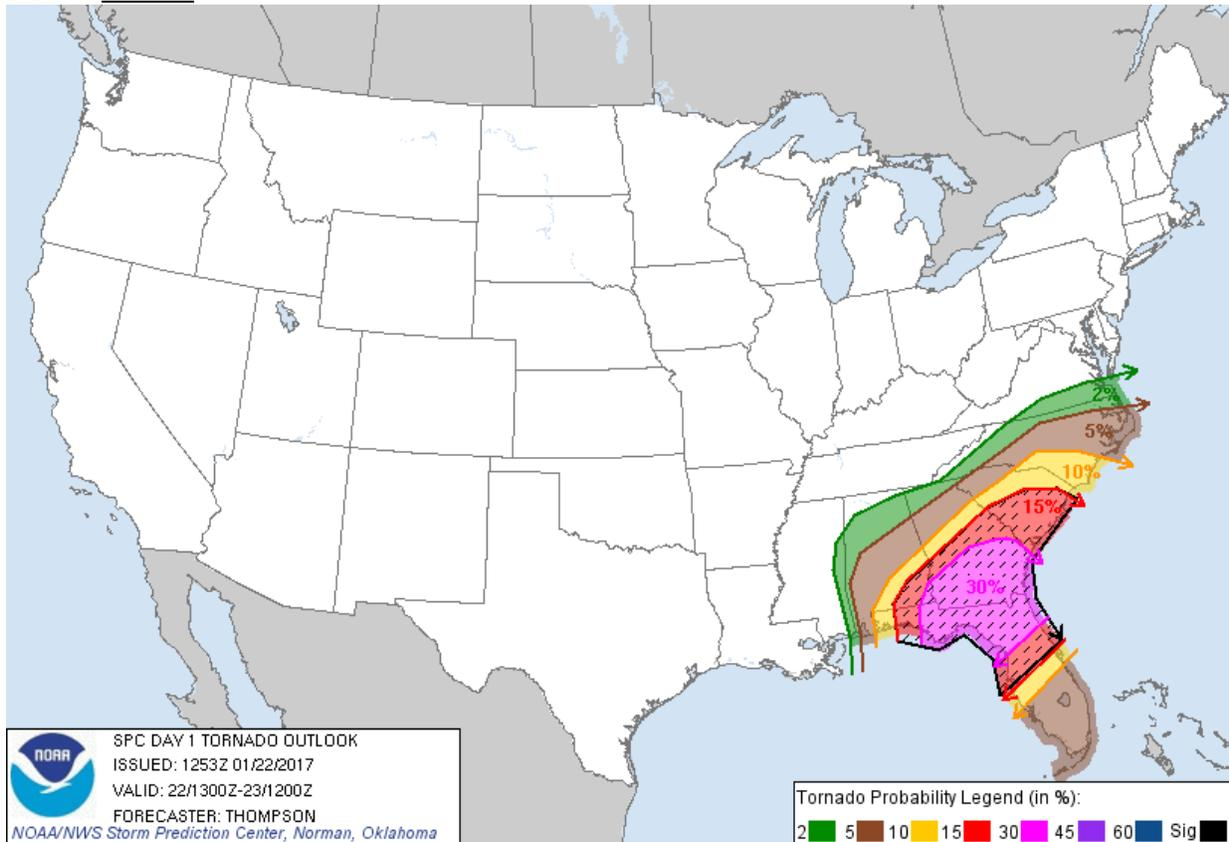 2%
5%
10%
15%
30%
NOAA
SPC DAY 1 TORNADO OUTLOOK
ISSUED: 1253Z 01/22/2017
VALID: 22/1300Z-23/1200Z
FORECASTER: THOMPSON
NOAA/NWS Storm Prediction Center, Norman, Oklahoma
Tornado Probability Legend (in %):
2 5 10 15 30 45 60 Sig